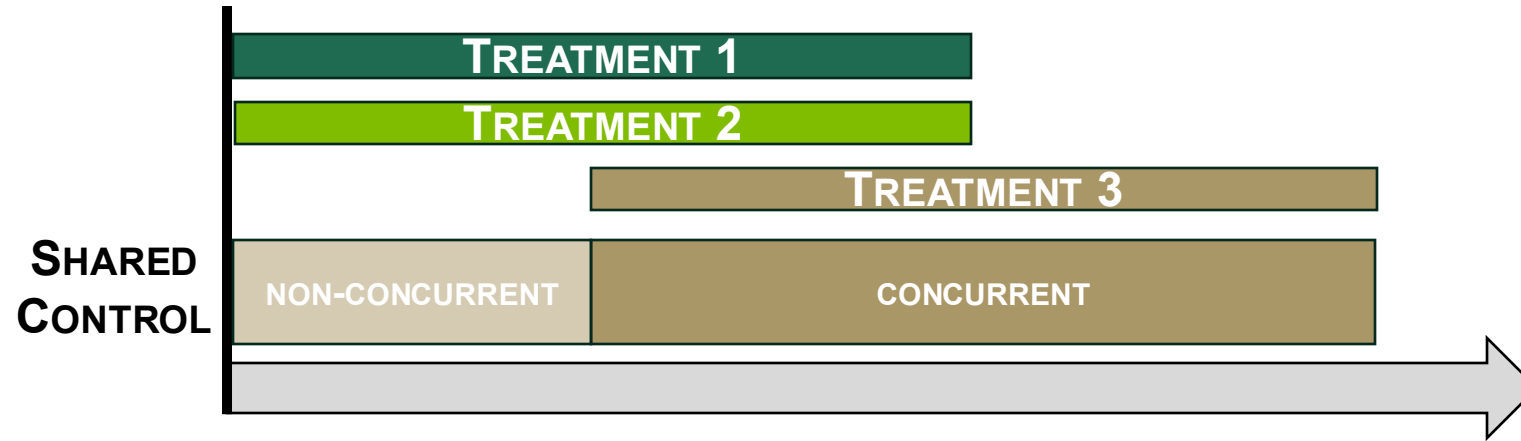 TREATMENT 1
TREATMENT 2
TREATMENT 3
SHARED
CONTROL
NON-CONCURRENT
CONCURRENT